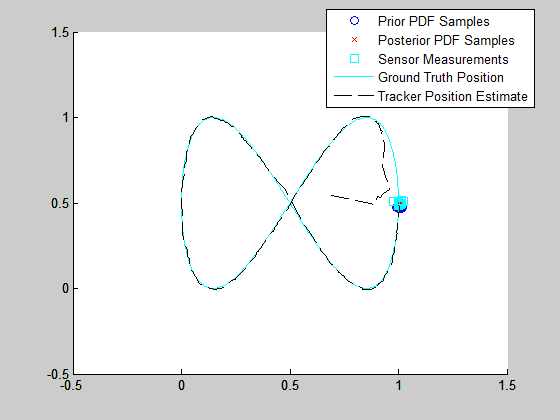 Prior PDF Samples
Posterior PDF Samples
Sensor Measurements
Ground Truth Position
Tracker Position Estimate
1.5
1
0.5
0
-0.5
-0.5
0
0.5
1
1.5